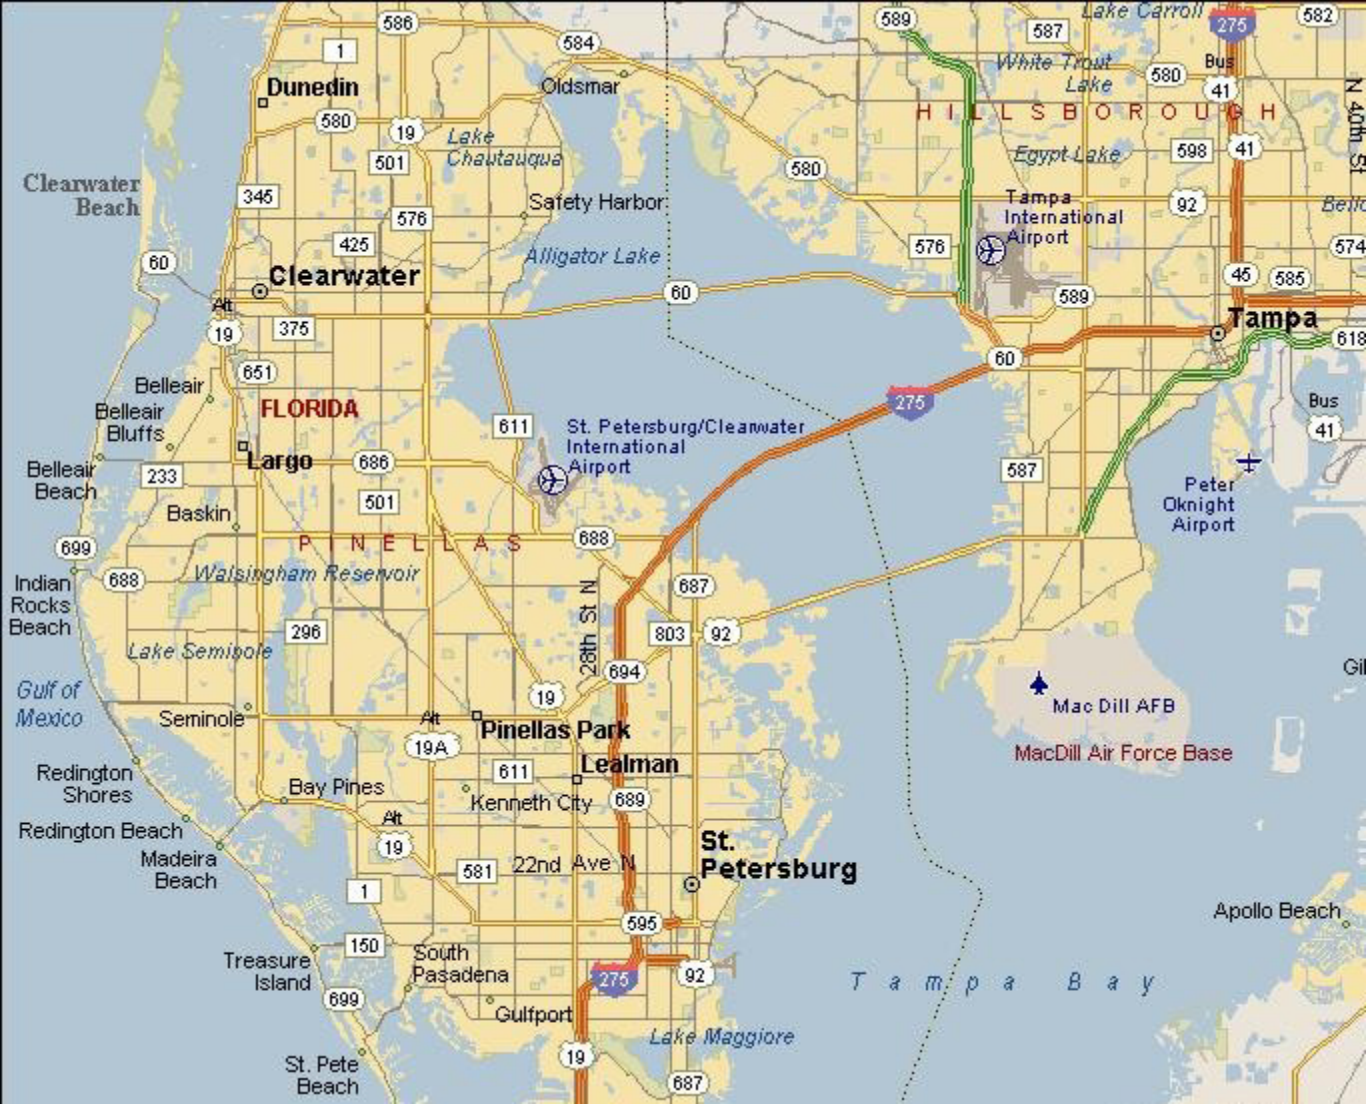 586
589
Lake Carroll
275
582
1
584
587
Dunedin
Oldsmar
White Trout
Lake
580
Bus
41
N 40th St
580
19
Lake
Chautauqua
HILLSBOROUGH
501
580
Egypt Lake
598
41
Clearwater
Beach
345
576
Safety Harbor
Tampa
International
Airport
92
425
Alligator Lake
576
574
60
Clearwater
60
589
45
585
Alt
19
375
Tampa
618
60
651
Belleair
FLORIDA
275
Belleair
Bluffs
611
St. Petersburg/Clearwater
International
Airport
Bus
41
Largo
686
587
Belleair
Beach
233
501
Peter
Oknight
Airport
Baskin
699
PINELLAS
688
Indian
Rocks
Beach
688
Walsingham Reservoir
28th St N
687
296
803
92
Lake Seminole
694
Gulf of
Mexico
19
Mac Dill AFB
Seminole
Alt
19A
Pinellas Park
MacDill Air Force Base
Lealman
Redington
Shores
611
Bay Pines
Kenneth City
689
Redington Beach
Alt
19
St.
Petersburg
Madeira
Beach
581
22nd Ave N
1
595
Apollo Beach
150
South
Pasadena
Treasure
Island
275
92
Tampa Bay
699
Gulfport
Lake Maggiore
19
St. Pete
Beach
687